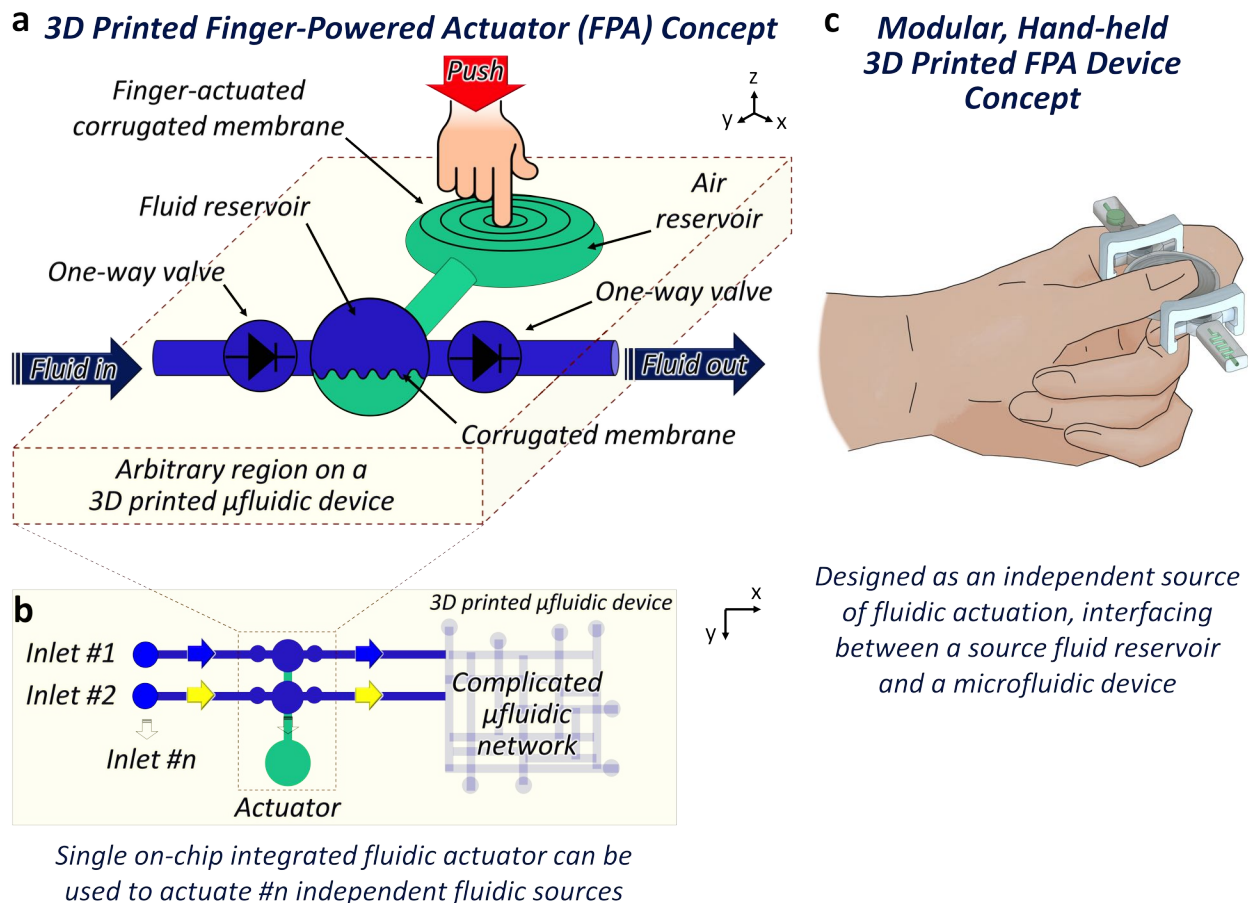 a 3D Printed Finger-Powered Actuator (FPA) Concept
Push
Finger-actuated
corrugated membrane
z
y
x
Fluid reservoir
Air
reservoir
One-way valve
One-way valve
Fluid in
Fluid out
Corrugated membrane
Arbitrary region on a
3D printed μfluidic device
b
3D printed μfluidic device
x
y
Inlet #1
Inlet #2
Inlet #n
Complicated
μfluidic
network
Actuator
Single on-chip integrated fluidic actuator can be
used to actuate #n independent fluidic sources
c Modular, Hand-held
3D Printed FPA Device
Concept
Designed as an independent source
of fluidic actuation, interfacing
between a source fluid reservoir
and a microfluidic device